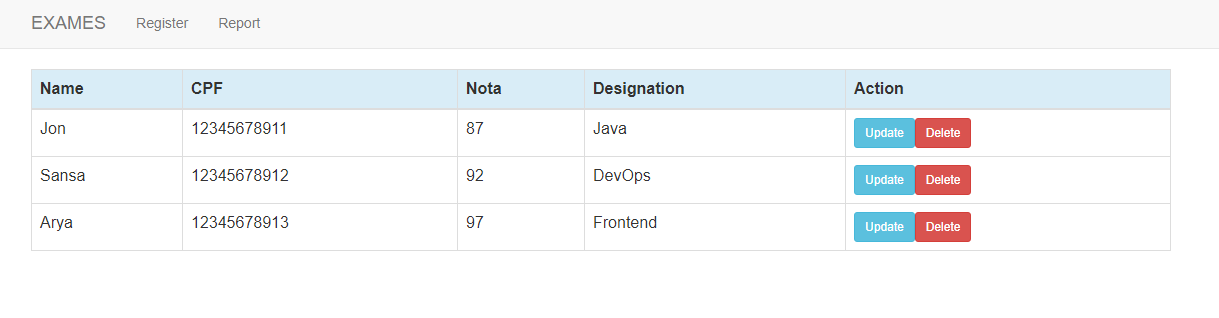 EXAMES Register Report
Name CPF Nota Designation Action
Jon 12345678911 87 Java Update Delete
Sansa 12345678912 92 DevOps Update Delete
Arya 12345678913 97 Frontend Update Delete